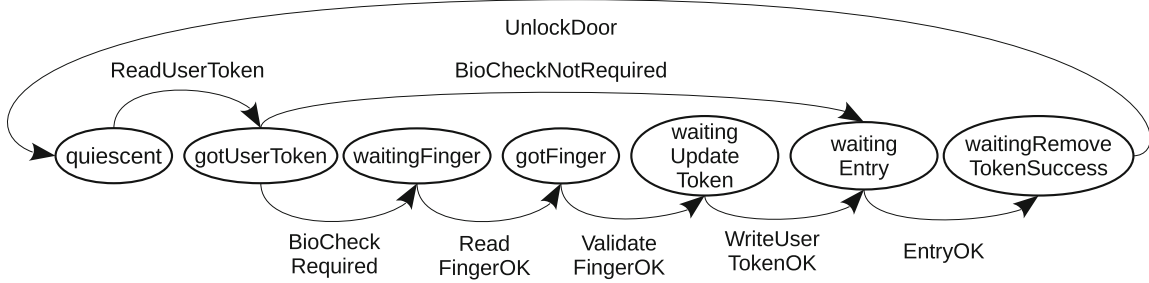 UnlockDoor
ReadUserToken
BioCheckNotRequired
quiescent
gotUserToken
waitingFinger
gotFinger
waiting
Update
Token
waiting
Entry
waitingRemove
TokenSuccess
BioCheck
Required
Read
FingerOK
Validate
FingerOK
WriteUser
TokenOK
EntryOK